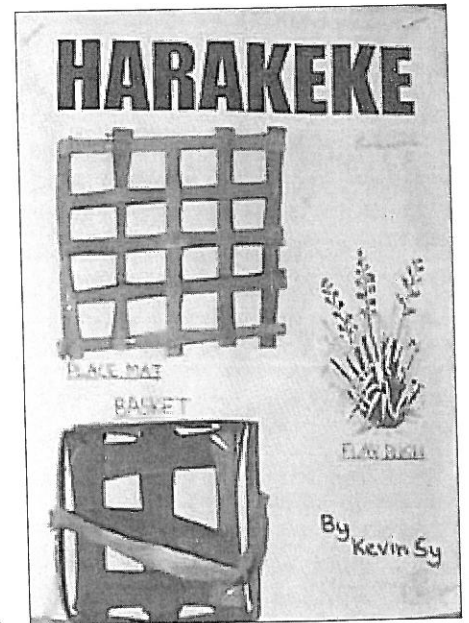 HARAKEKE
PLACE MAT
BASKET
FLAX BUSH
By
Kevin Sy